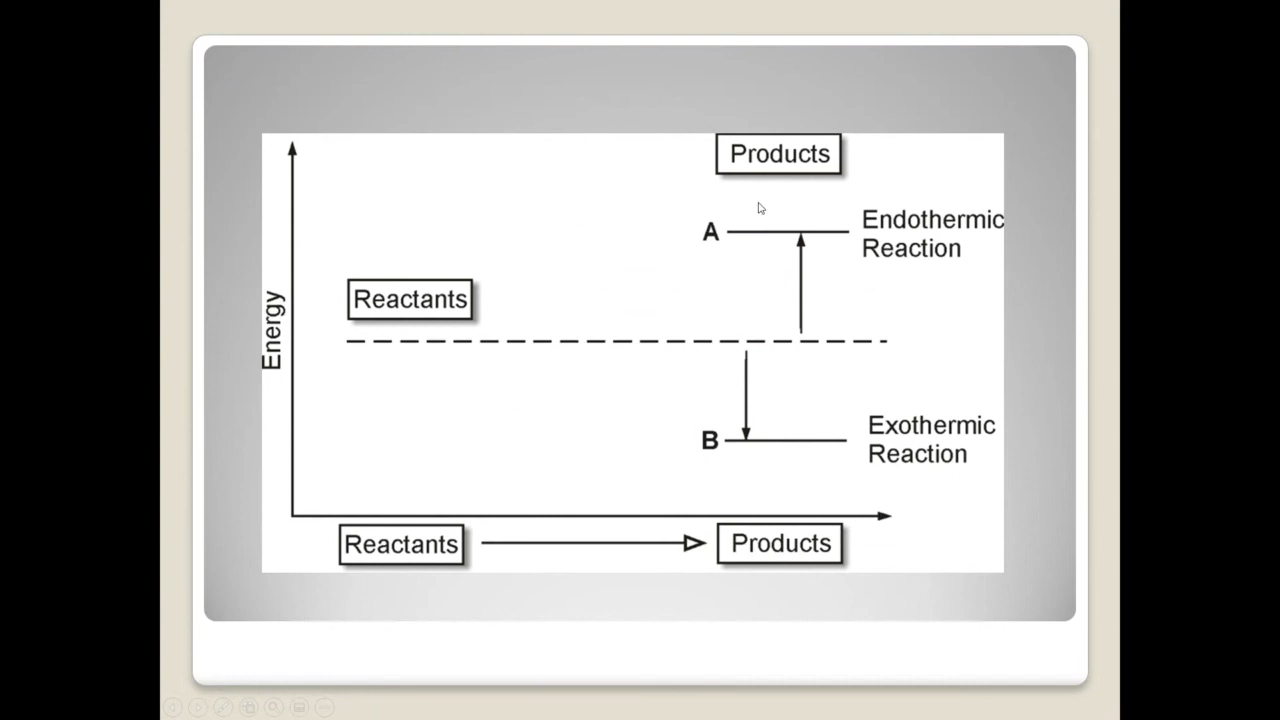 Products
A
Endothermic
Reaction
Reactants
Energy
B
Exothermic
Reaction
Reactants
Products